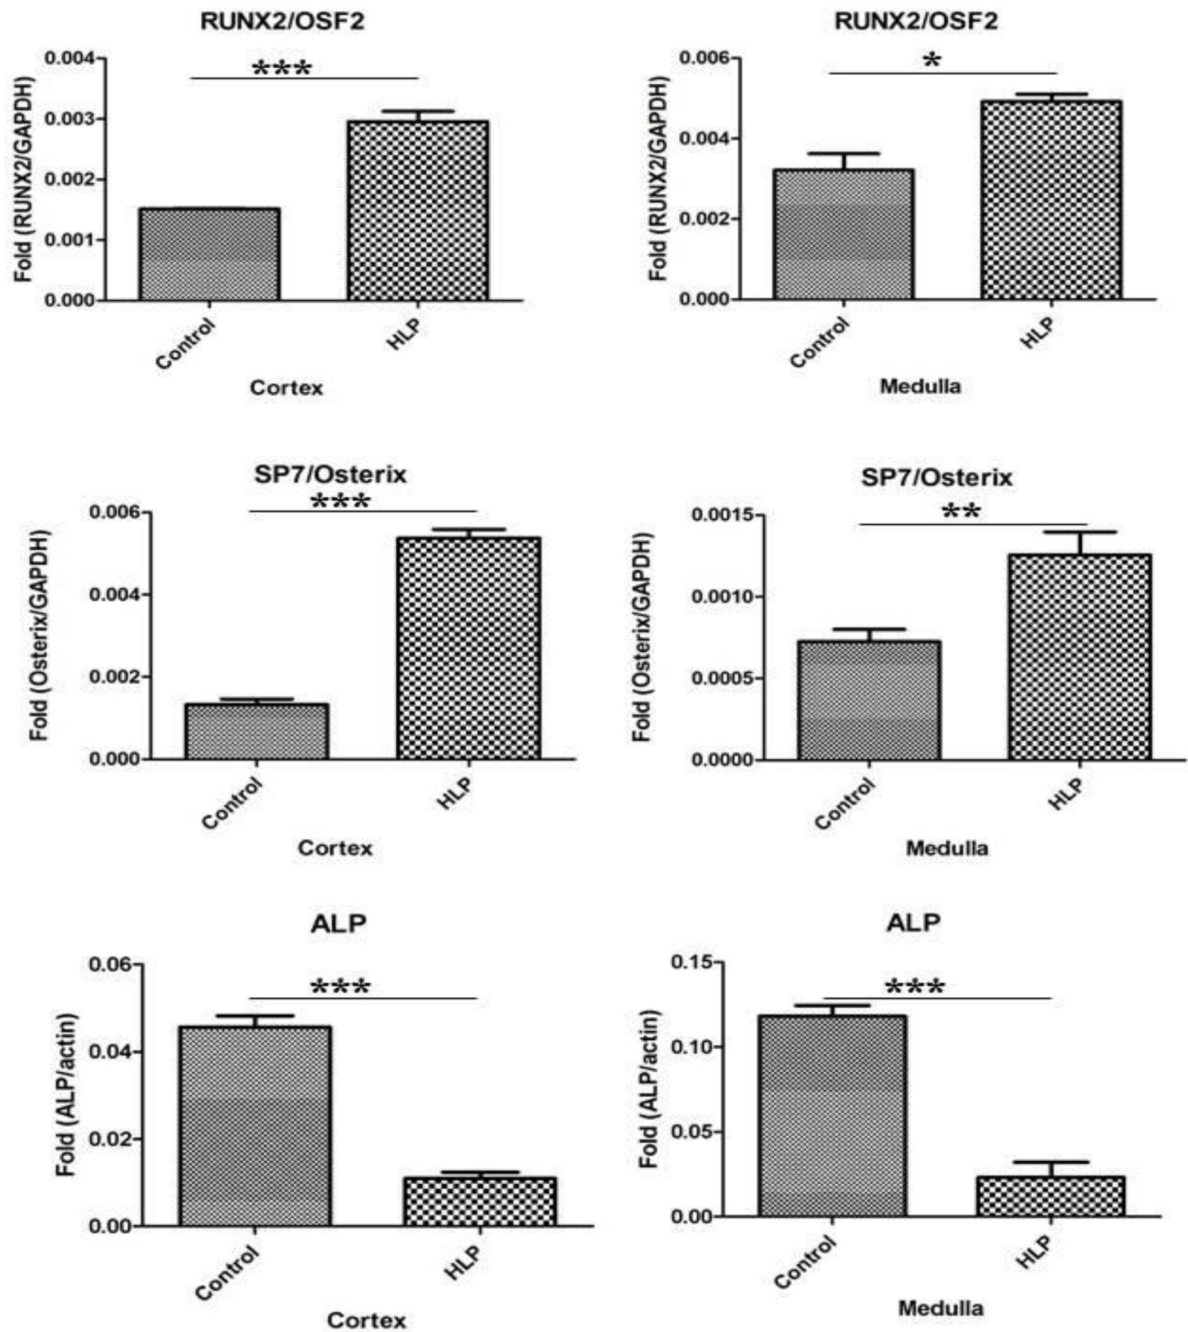 RUNX2/OSF2
Fold (RUNX2/GAPDH)
0.004
0.003
0.002
0.001
0.000
***
Control
HLP
Cortex
RUNX2/OSF2
Fold (RUNX2/GAPDH)
0.006
0.004
0.002
0.000
*
Control
HLP
Medulla
SP7/Osterix
Fold (Osterix/GAPDH)
0.006
0.004
0.002
0.000
***
Control
HLP
Cortex
SP7/Osterix
Fold (Osterix/GAPDH)
0.0015
0.0010
0.0005
0.0000
**
Control
HLP
Medulla
ALP
Fold (ALP/actin)
0.06
0.04
0.02
0.00
***
Control
HLP
Cortex
ALP
Fold (ALP/actin)
0.15
0.10
0.05
0.00
***
Control
HLP
Medulla